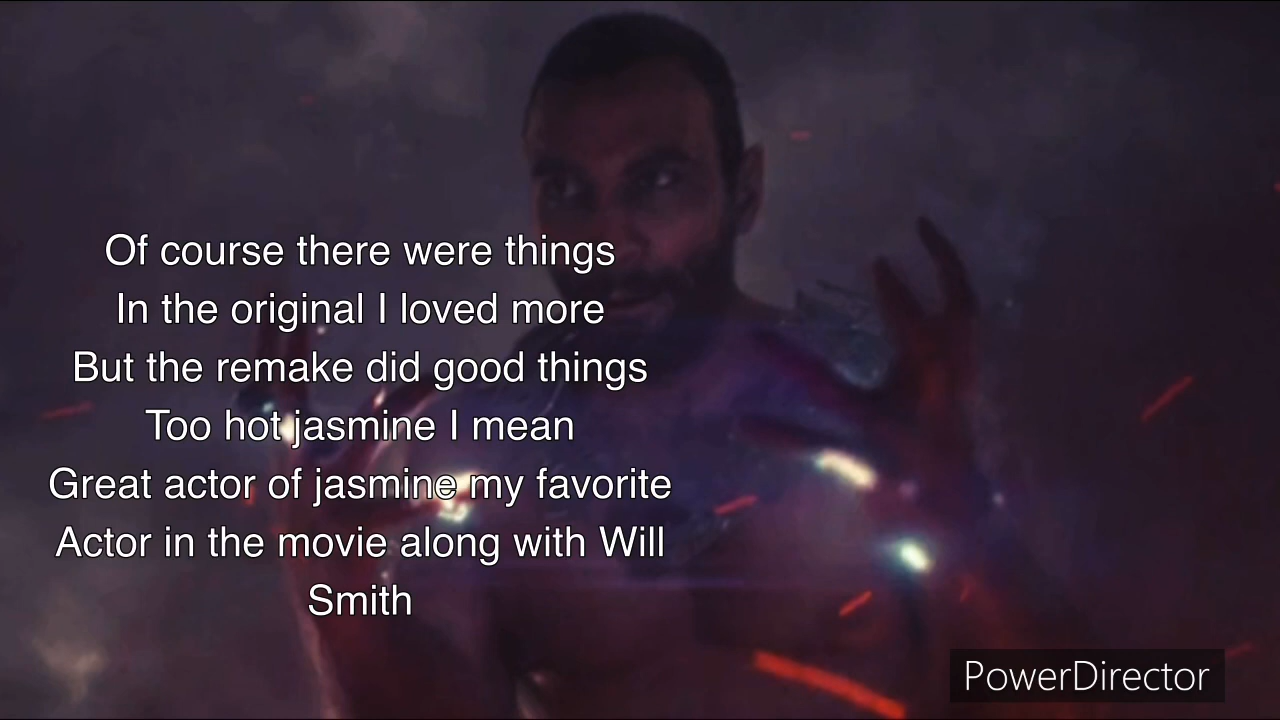 Of course there were things
In the original I loved more
But the remake did good things
Too hot jasmine I mean
Great actor of jasmine my favorite
Actor in the movie along with Will
Smith
PowerDirector